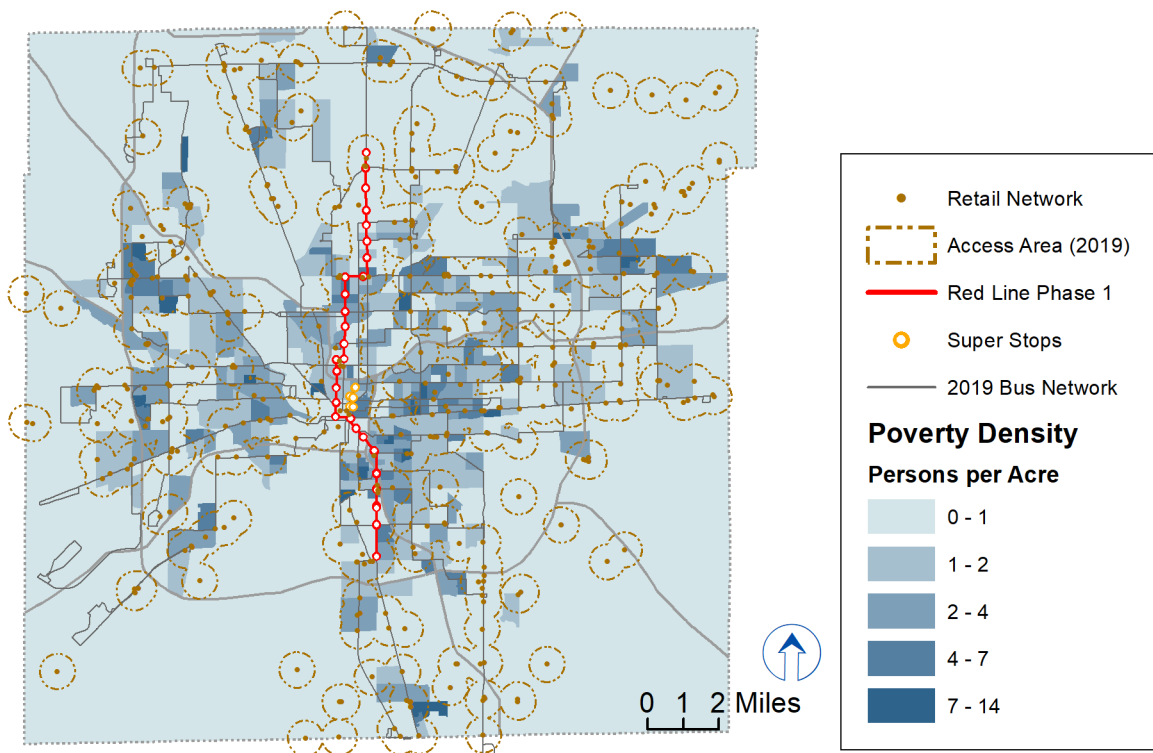 Retail Network
Access Area (2019)
Red Line Phase 1
Super Stops
2019 Bus Network
Poverty Density
Persons per Acre
0 - 1
1 - 2
2 - 4
4 - 7
7 - 14
0 1 2 Miles